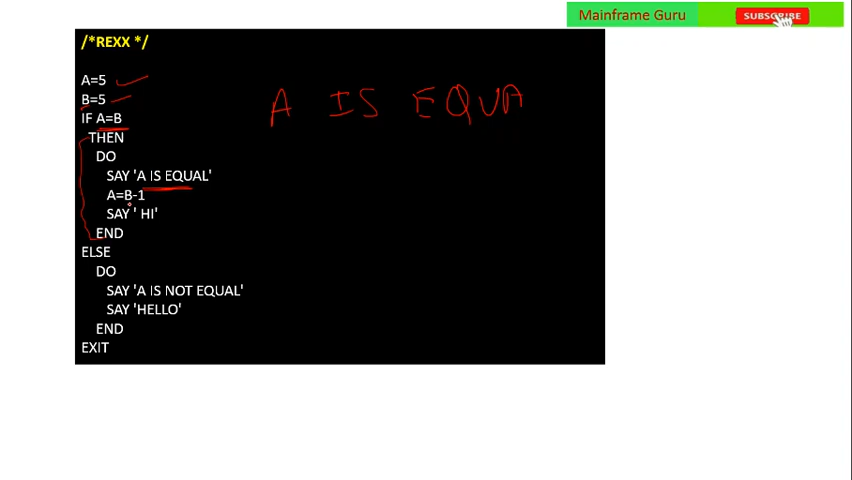 Mainframe Guru
SUBSCRIBE
/*REXX */
A=5
B=5
IF A=B
THEN
DO
SAY 'A IS EQUAL'
A=B-1
SAY ' HI'
END
ELSE
DO
SAY 'A IS NOT EQUAL'
SAY 'HELLO'
END
EXIT
A IS EQUA